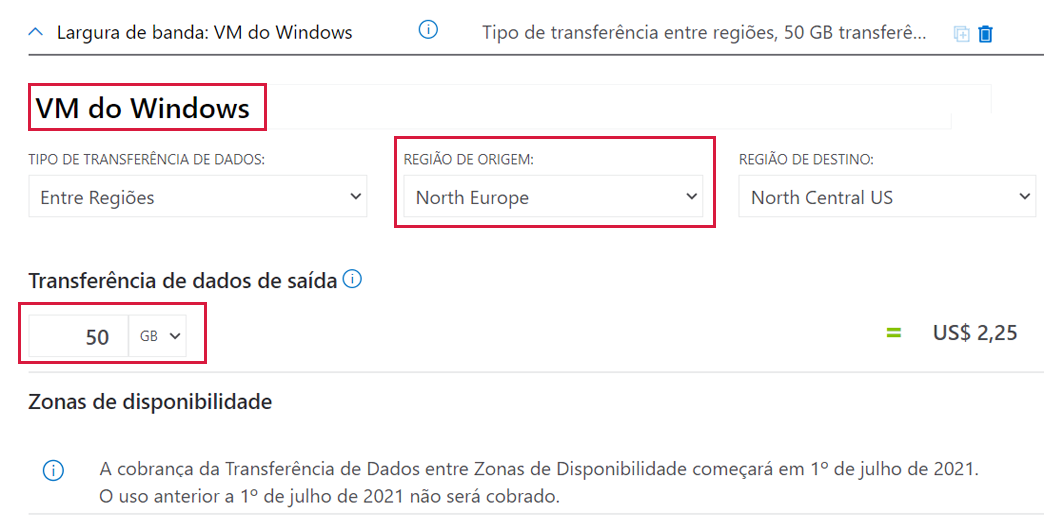 Largura de banda: VM do Windows
Tipo de transferência entre regiões, 50 GB transferê...
VM do Windows
TIPO DE TRANSFERÊNCIA DE DADOS:
REGIÃO DE ORIGEM:
REGIÃO DE DESTINO:
Entre Regiões
North Europe
North Central US
Transferência de dados de saída
50
GB
= US$ 2,25
Zonas de disponibilidade
A cobrança da Transferência de Dados entre Zonas de Disponibilidade começará em 1º de julho de 2021.
O uso anterior a 1º de julho de 2021 não será cobrado.